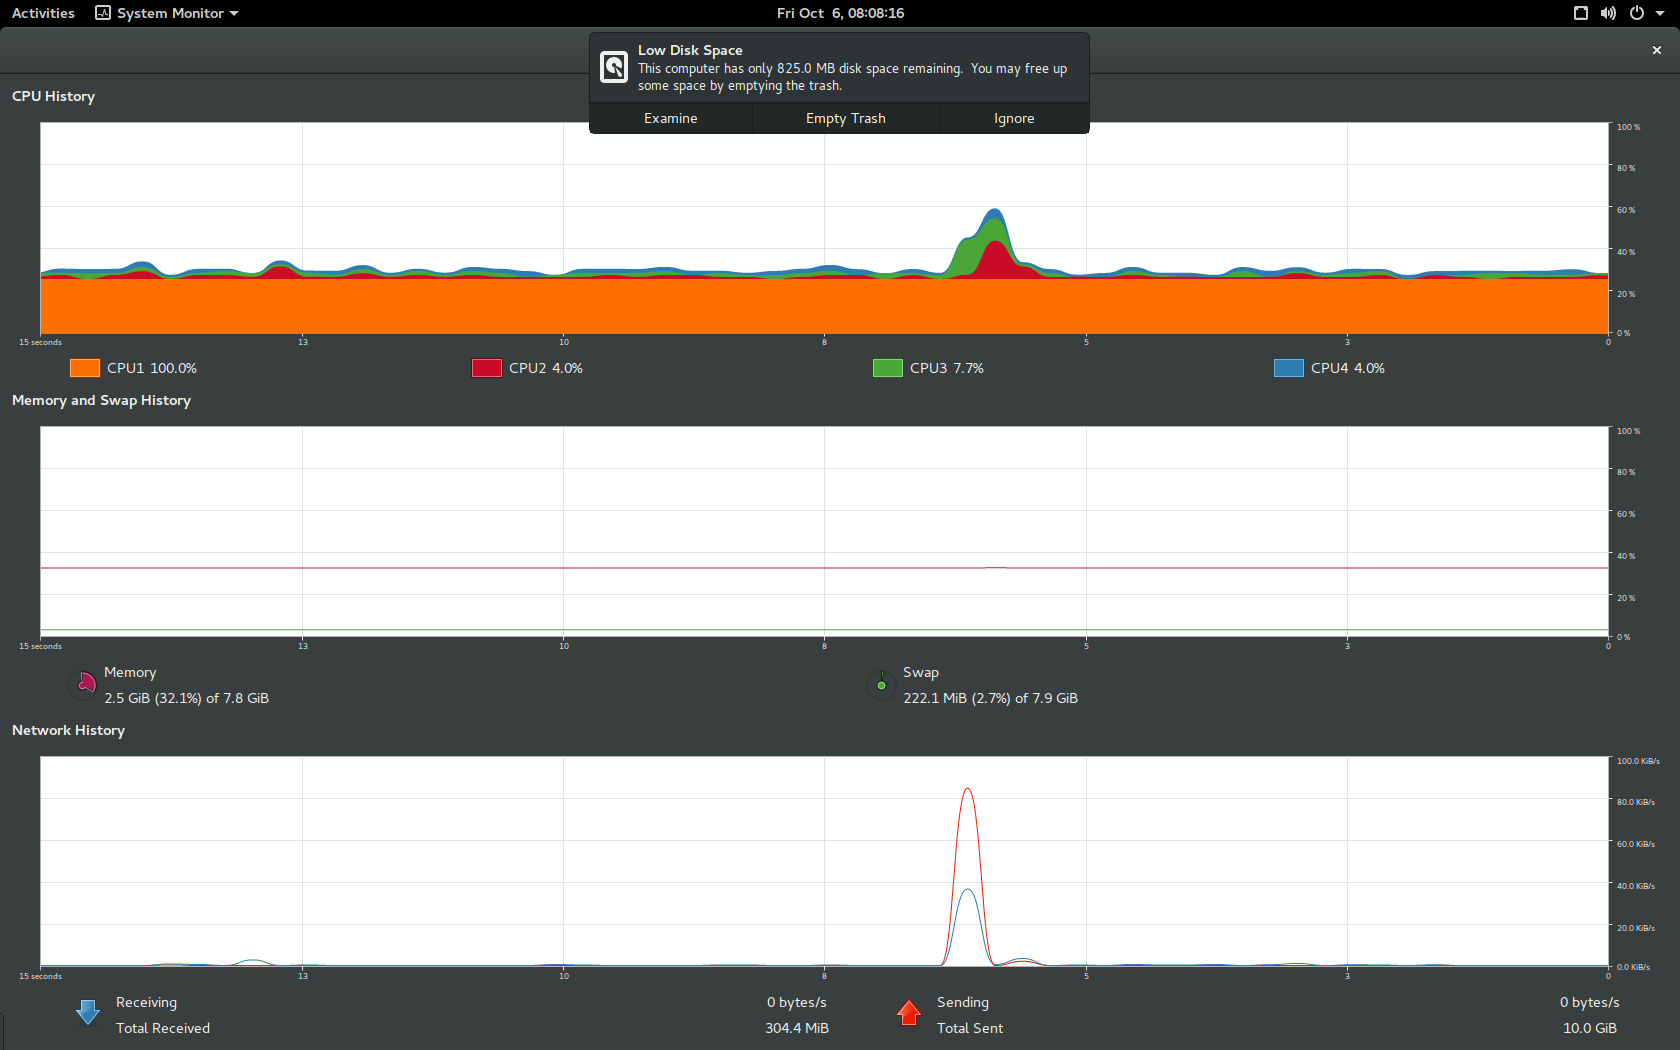 Activities System Monitor Fri Oct 6, 08:08:16
Low Disk Space
This computer has only 825.0 MB disk space remaining. You may free up
some space by emptying the trash.
Examine Empty Trash Ignore
CPU History
100 %
80 %
60 %
40 %
20 %
0 %
15 seconds 13 10 8 5 3 0
CPU1 100.0% CPU2 4.0% CPU3 7.7% CPU4 4.0%
Memory and Swap History
100 %
80 %
60 %
40 %
20 %
0 %
15 seconds 13 10 8 5 3 0
Memory
2.5 GiB (32.1%) of 7.8 GiB
Swap
222.1 MiB (2.7%) of 7.9 GiB
Network History
100.0 KiB/s
80.0 KiB/s
60.0 KiB/s
40.0 KiB/s
20.0 KiB/s
0.0 KiB/s
15 seconds 13 10 8 5 3 0
Receiving 0 bytes/s
Total Received 304.4 MiB
Sending 0 bytes/s
Total Sent 10.0 GiB